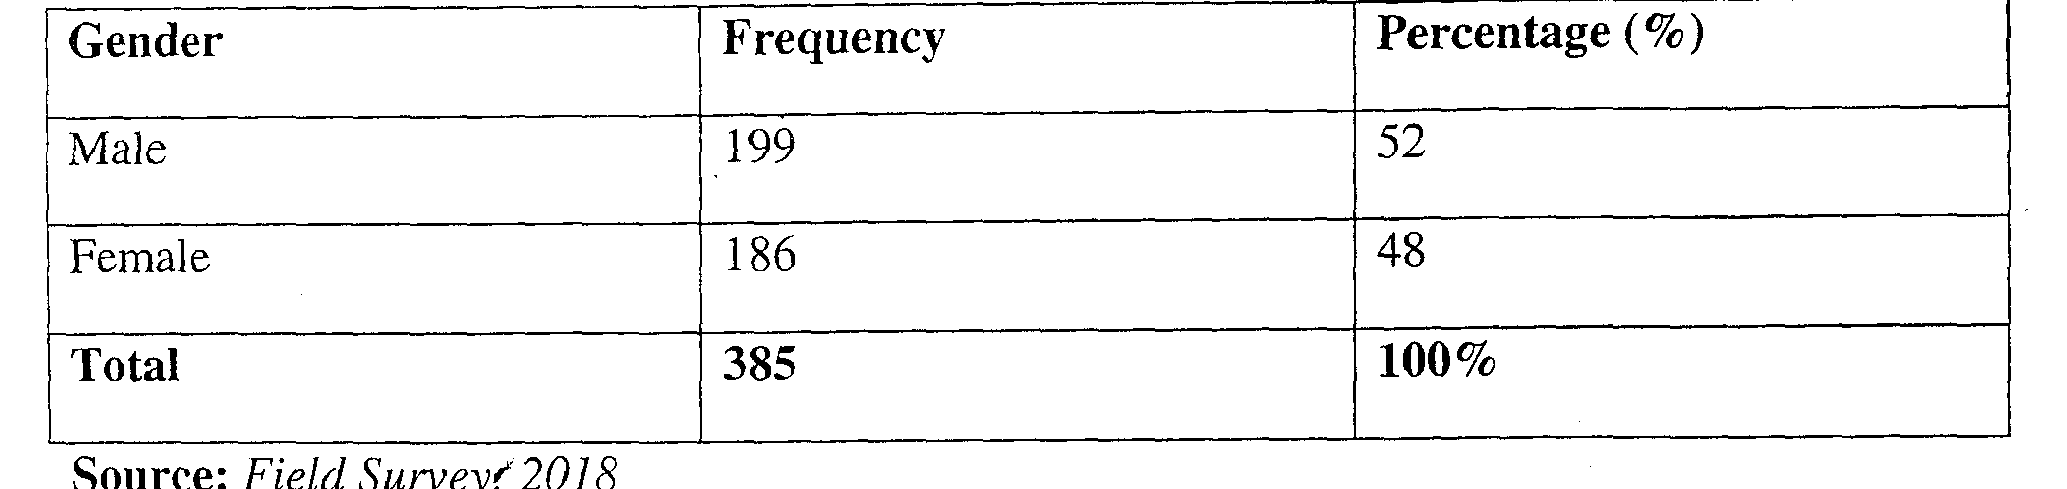 Gender Frequency Percentage (%)
Male 199 52
Female 186 48
Total 385 100%
Source: Field Survey, 2018